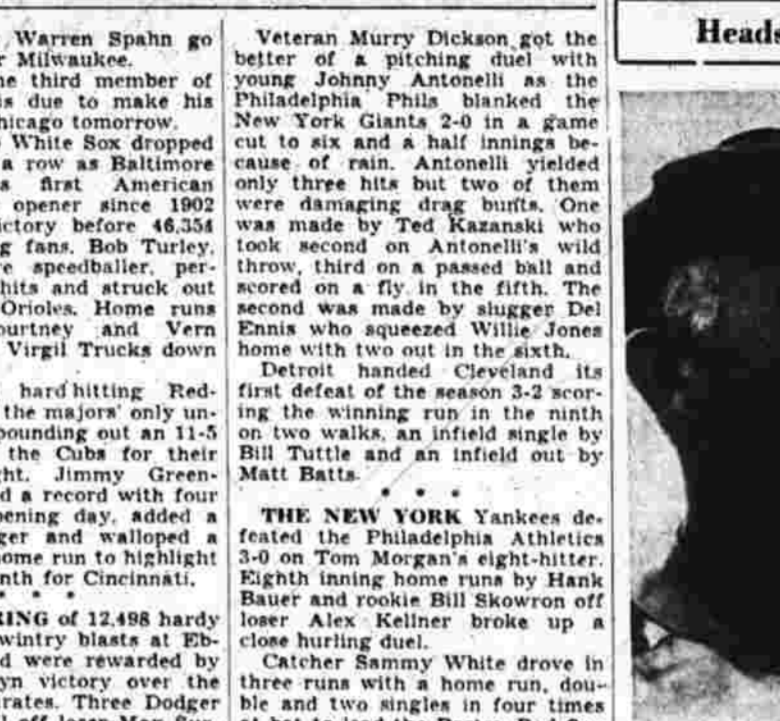 Warren Spahn go
Milwaukee.
third member of
is due to make his
hicago tomorrow.
White Sox dropped
a row as Baltimore
s first American
opener since 1902
ictory before 46,354
g fans. Bob Turley,
e speedballer, per-
hits and struck out
Orioles. Home runs
ourtney and Vern
Virgil Trucks down
hard hitting Red-
the majors' only un-
pounding out an 11-5
the Cubs for their
ht. Jimmy Green-
d a record with four
pening day, added a
ger and walloped a
ome run to highlight
nth for Cincinnati.
* * *
RING of 12,498 hardy
wintry blasts at Eb-
d were rewarded by
yn victory over the
rates. Three Dodger
Veteran Murry Dickson got the
better of a pitching duel with
young Johnny Antonelli as the
Philadelphia Phils blanked the
New York Giants 2-0 in a game
cut to six and a half innings be-
cause of rain. Antonelli yielded
only three hits but two of them
were damaging drag bunts. One
was made by Ted Kazanski who
took second on Antonelli's wild
throw, third on a passed ball and
scored on a fly in the fifth. The
second was made by slugger Del
Ennis who squeezed Willie Jones
home with two out in the sixth.
Detroit handed Cleveland its
first defeat of the season 3-2 scor-
ing the winning run in the ninth
on two walks, an infield single by
Bill Tuttle and an infield out by
Matt Batts.
* * *
THE NEW YORK Yankees de-
feated the Philadelphia Athletics
3-0 on Tom Morgan's eight-hitter.
Eighth inning home runs by Hank
Bauer and rookie Bill Skowron off
loser Alex Kellner broke up a
close hurling duel.
Catcher Sammy White drove in
three runs with a home run, dou-
ble and two singles in four times
Heads